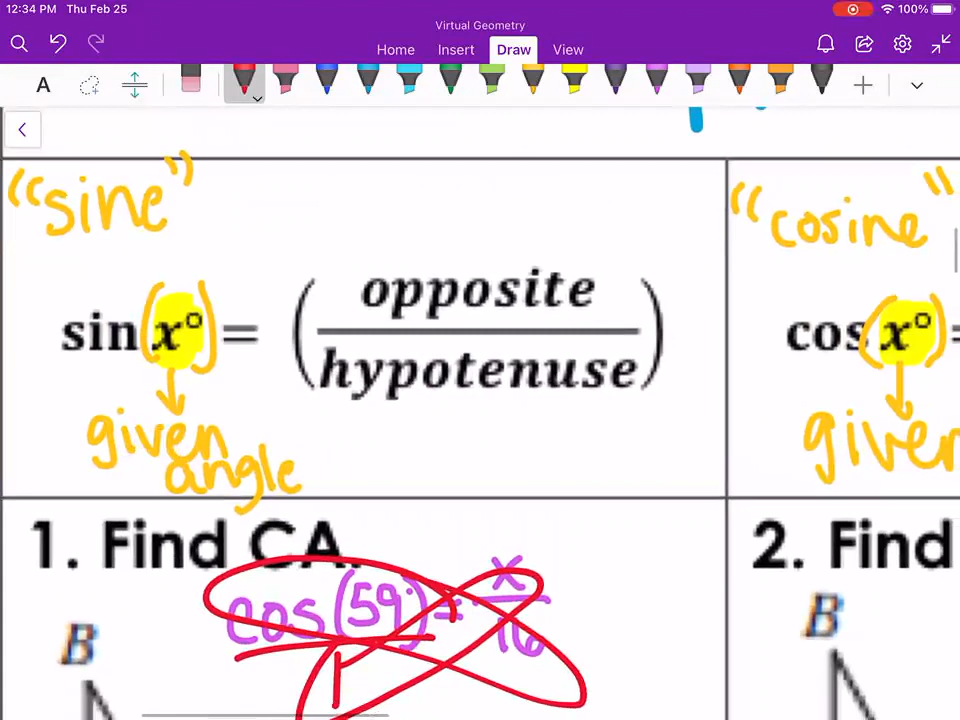 12:34 PM Thu Feb 25
100%
Virtual Geometry
Home Insert Draw View
A
"sine"
"cosine"
sin(x°) = (opposite / hypotenuse)
cos(x°) =
given
angle
given
1. Find CA.
2. Find
cos(59°) = x / 16
1
B
B